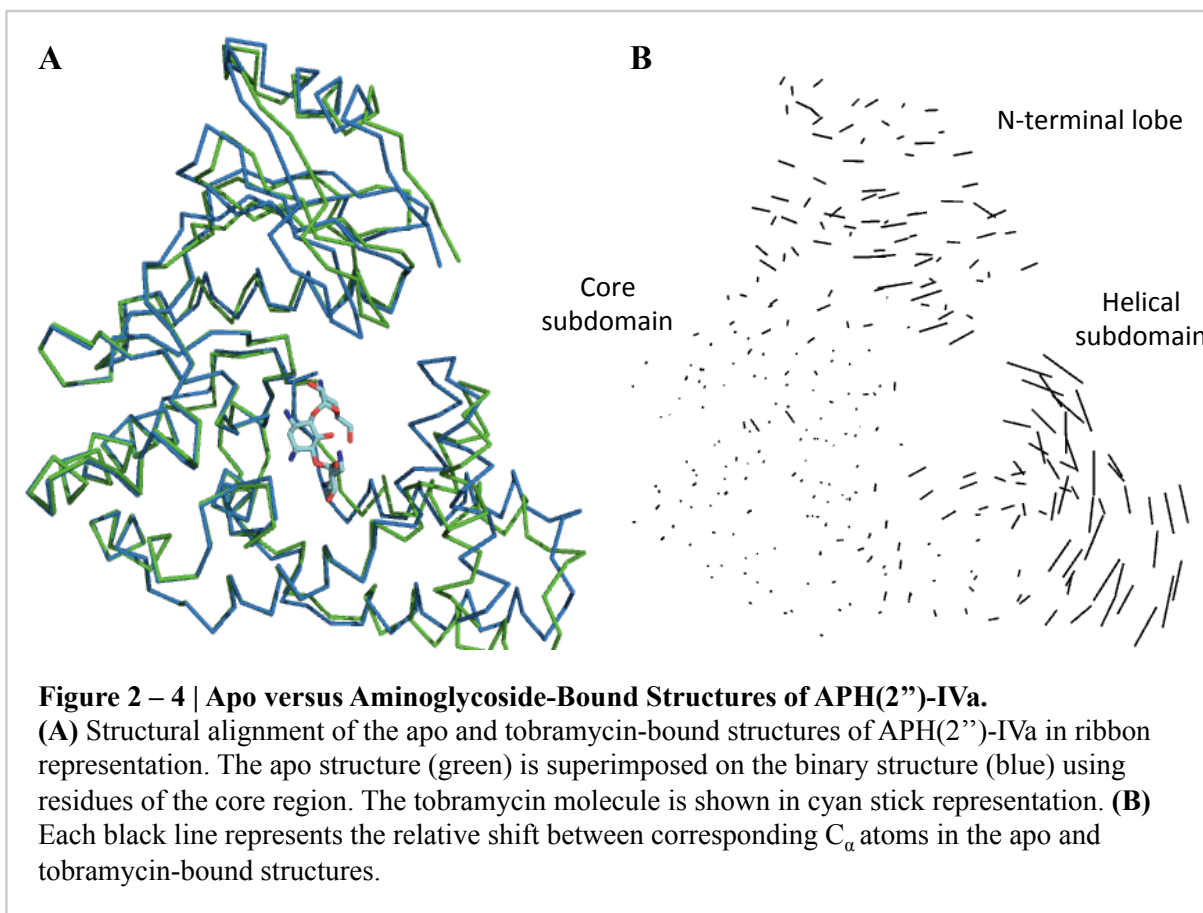 A
B
N-terminal lobe
Core
subdomain
Helical
subdomain
Figure 2 – 4 | Apo versus Aminoglycoside-Bound Structures of APH(2”)-IVa.
(A) Structural alignment of the apo and tobramycin-bound structures of APH(2’’)-IVa in ribbon
representation. The apo structure (green) is superimposed on the binary structure (blue) using
residues of the core region. The tobramycin molecule is shown in cyan stick representation. (B)
Each black line represents the relative shift between corresponding Cα atoms in the apo and
tobramycin-bound structures.